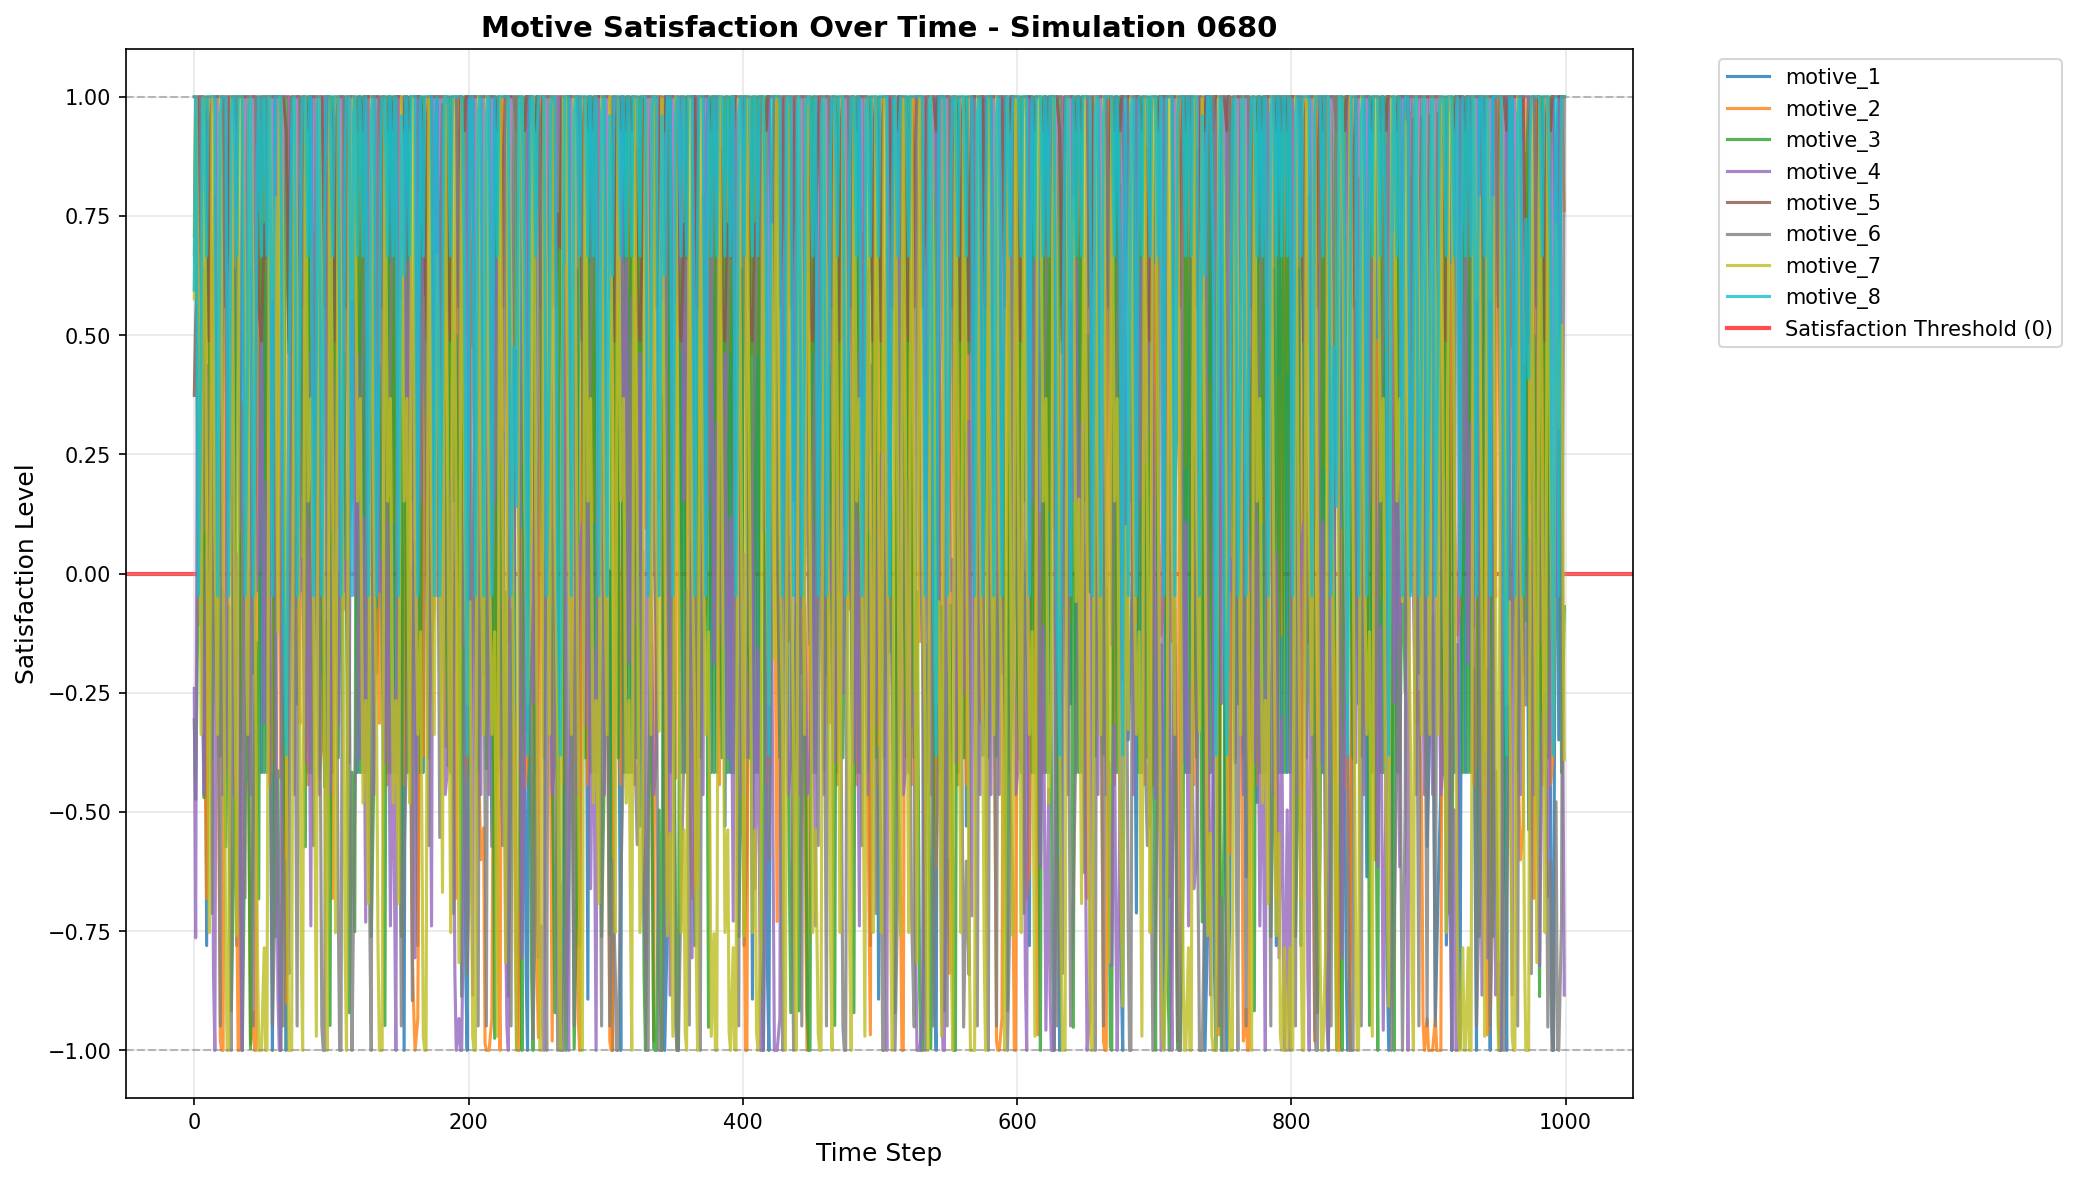 Motive Satisfaction Over Time - Simulation 0680
1.00
0.75
0.50
0.25
0.00
−0.25
−0.50
−0.75
−1.00
Satisfaction Level
0
200
400
600
800
1000
Time Step
motive_1
motive_2
motive_3
motive_4
motive_5
motive_6
motive_7
motive_8
Satisfaction Threshold (0)